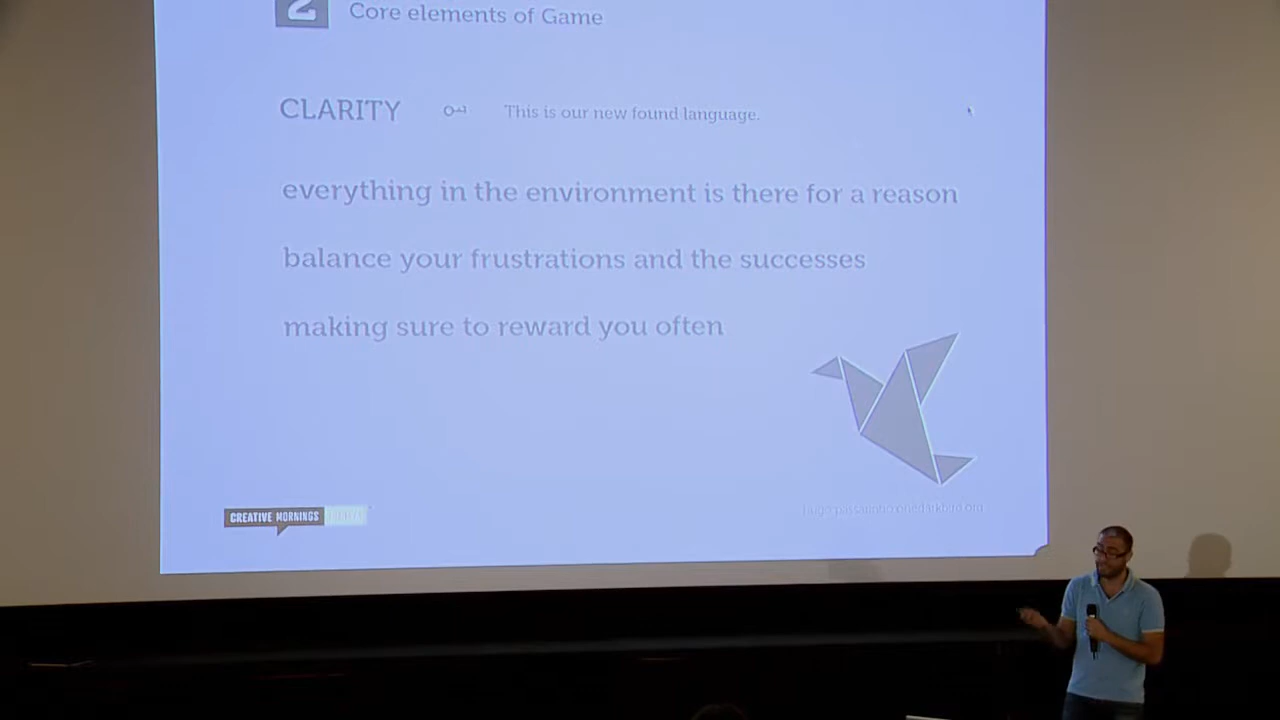 2
Core elements of Game
CLARITY
This is our new found language.
everything in the environment is there for a reason
balance your frustrations and the successes
making sure to reward you often
CREATIVE MORNINGS